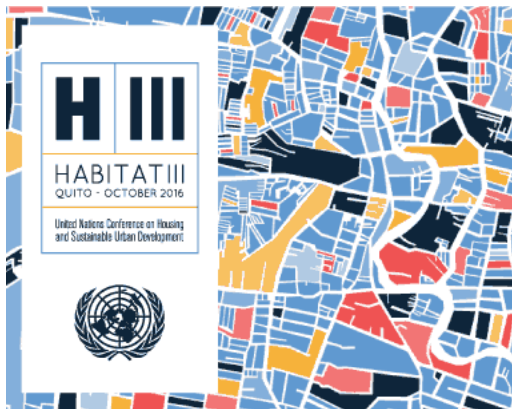 H III
HABITAT III
QUITO - OCTOBER 2016
United Nations Conference on Housing
and Sustainable Urban Development